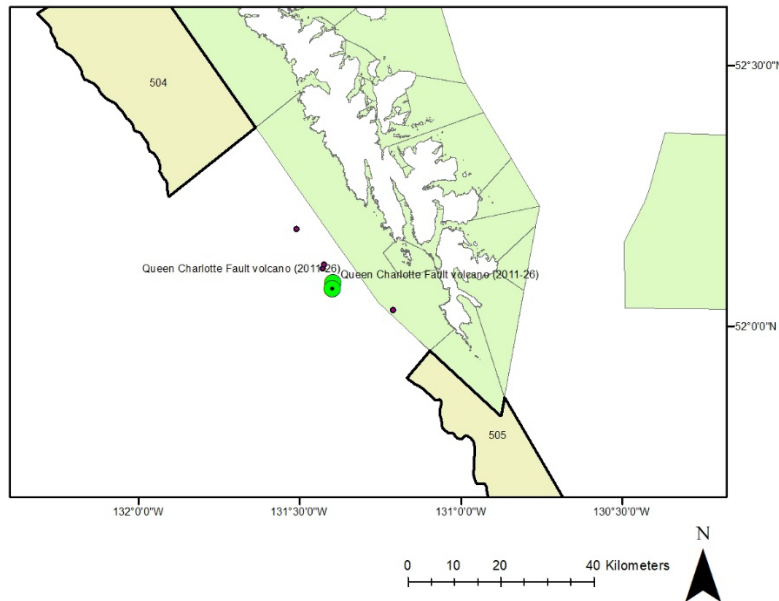 504
52°30'0"N
Queen Charlotte Fault volcano (2011-26)
Queen Charlotte Fault volcano (2011-26)
52°0'0"N
505
132°0'0"W
131°30'0"W
131°0'0"W
130°30'0"W
N
0 10 20 40 Kilometers